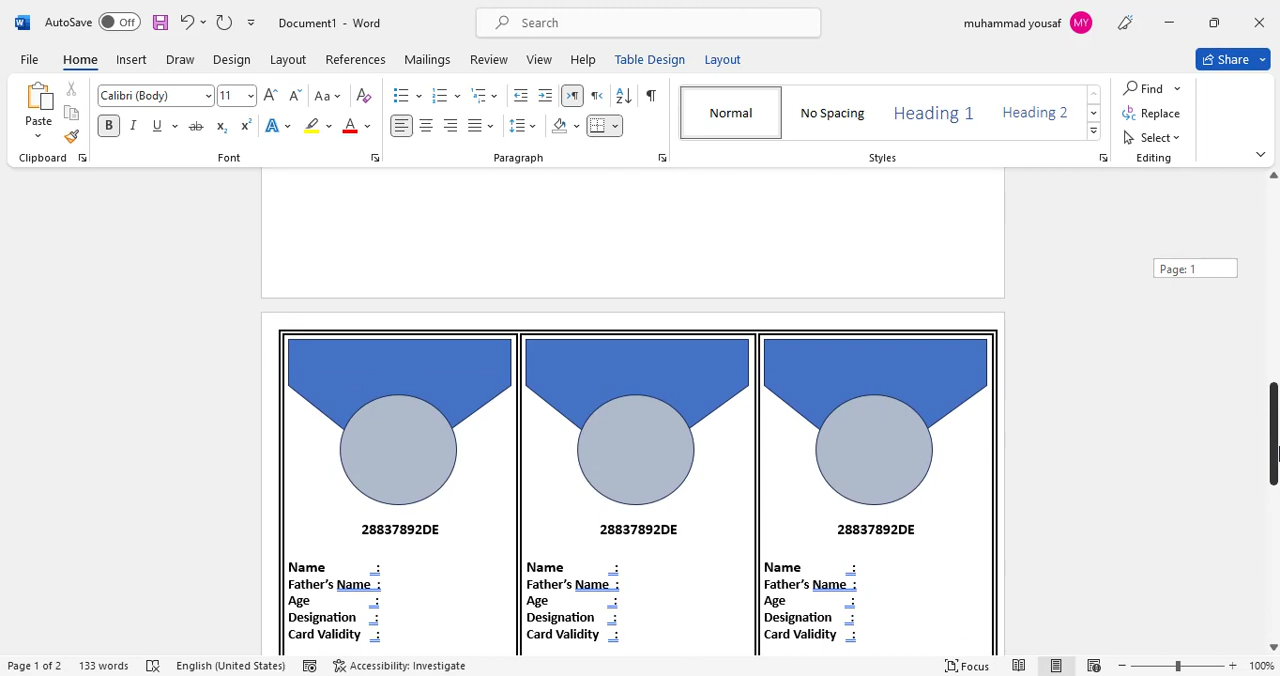 AutoSave Off Document1 - Word Search muhammad yousaf MY
File Home Insert Draw Design Layout References Mailings Review View Help Table Design Layout Share
Paste Calibri (Body) 11 A A Aa A Normal No Spacing Heading 1 Heading 2 Find
B I U ab x2 x2 A A Replace
Select
Clipboard Font Paragraph Styles Editing
Page: 1
28837892DE 28837892DE 28837892DE
Name : Name : Name :
Father's Name : Father's Name : Father's Name :
Age : Age : Age :
Designation : Designation : Designation :
Card Validity : Card Validity : Card Validity :
Page 1 of 2 133 words English (United States) Accessibility: Investigate Focus 100%